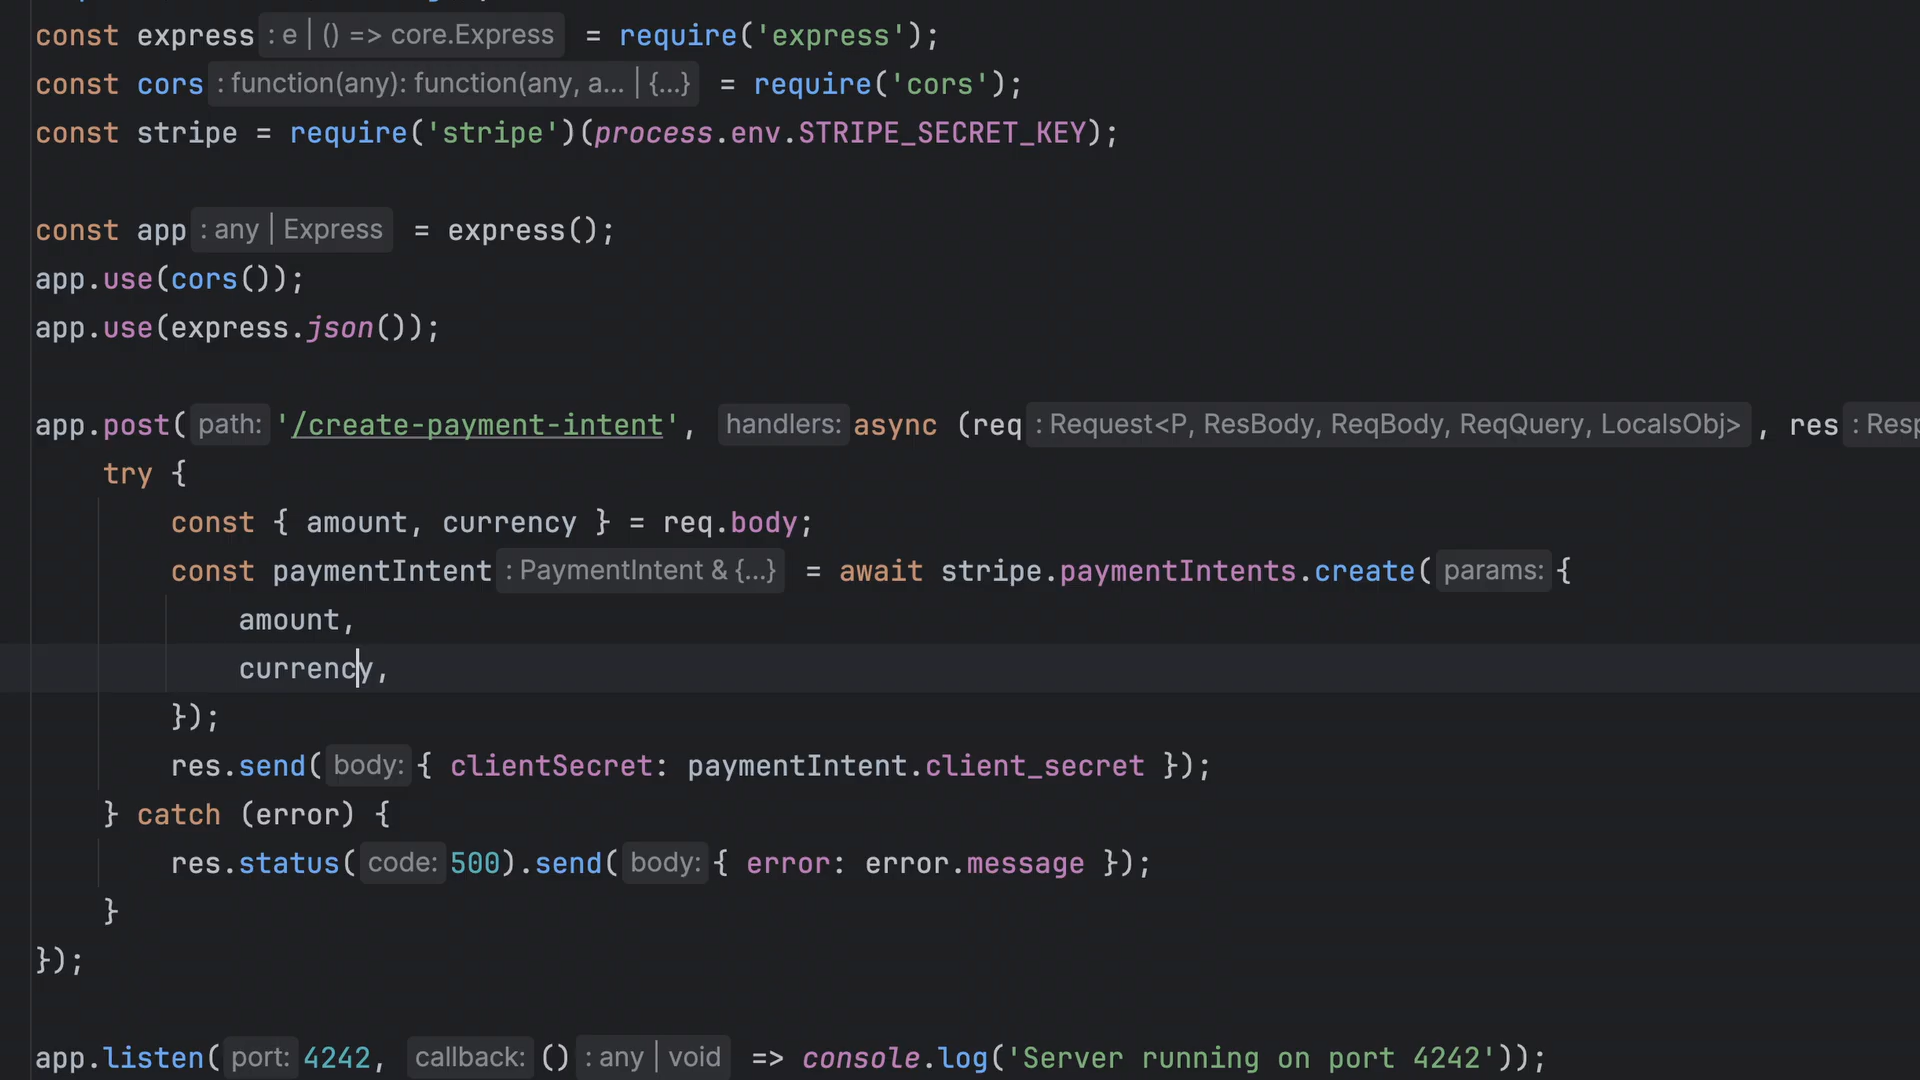 const express : e | () => core.Express = require('express');
const cors : function(any): function(any, a... | {...} = require('cors');
const stripe = require('stripe')(process.env.STRIPE_SECRET_KEY);
const app : any | Express = express();
app.use(cors());
app.use(express.json());
app.post( path: '/create-payment-intent', handlers: async (req : Request<P, ResBody, ReqBody, ReqQuery, LocalsObj> , res : Resp
try {
const { amount, currency } = req.body;
const paymentIntent : PaymentIntent & {...} = await stripe.paymentIntents.create( params: {
amount,
currency,
});
res.send( body: { clientSecret: paymentIntent.client_secret });
} catch (error) {
res.status( code: 500).send( body: { error: error.message });
}
});
app.listen( port: 4242, callback: () : any | void => console.log('Server running on port 4242'));